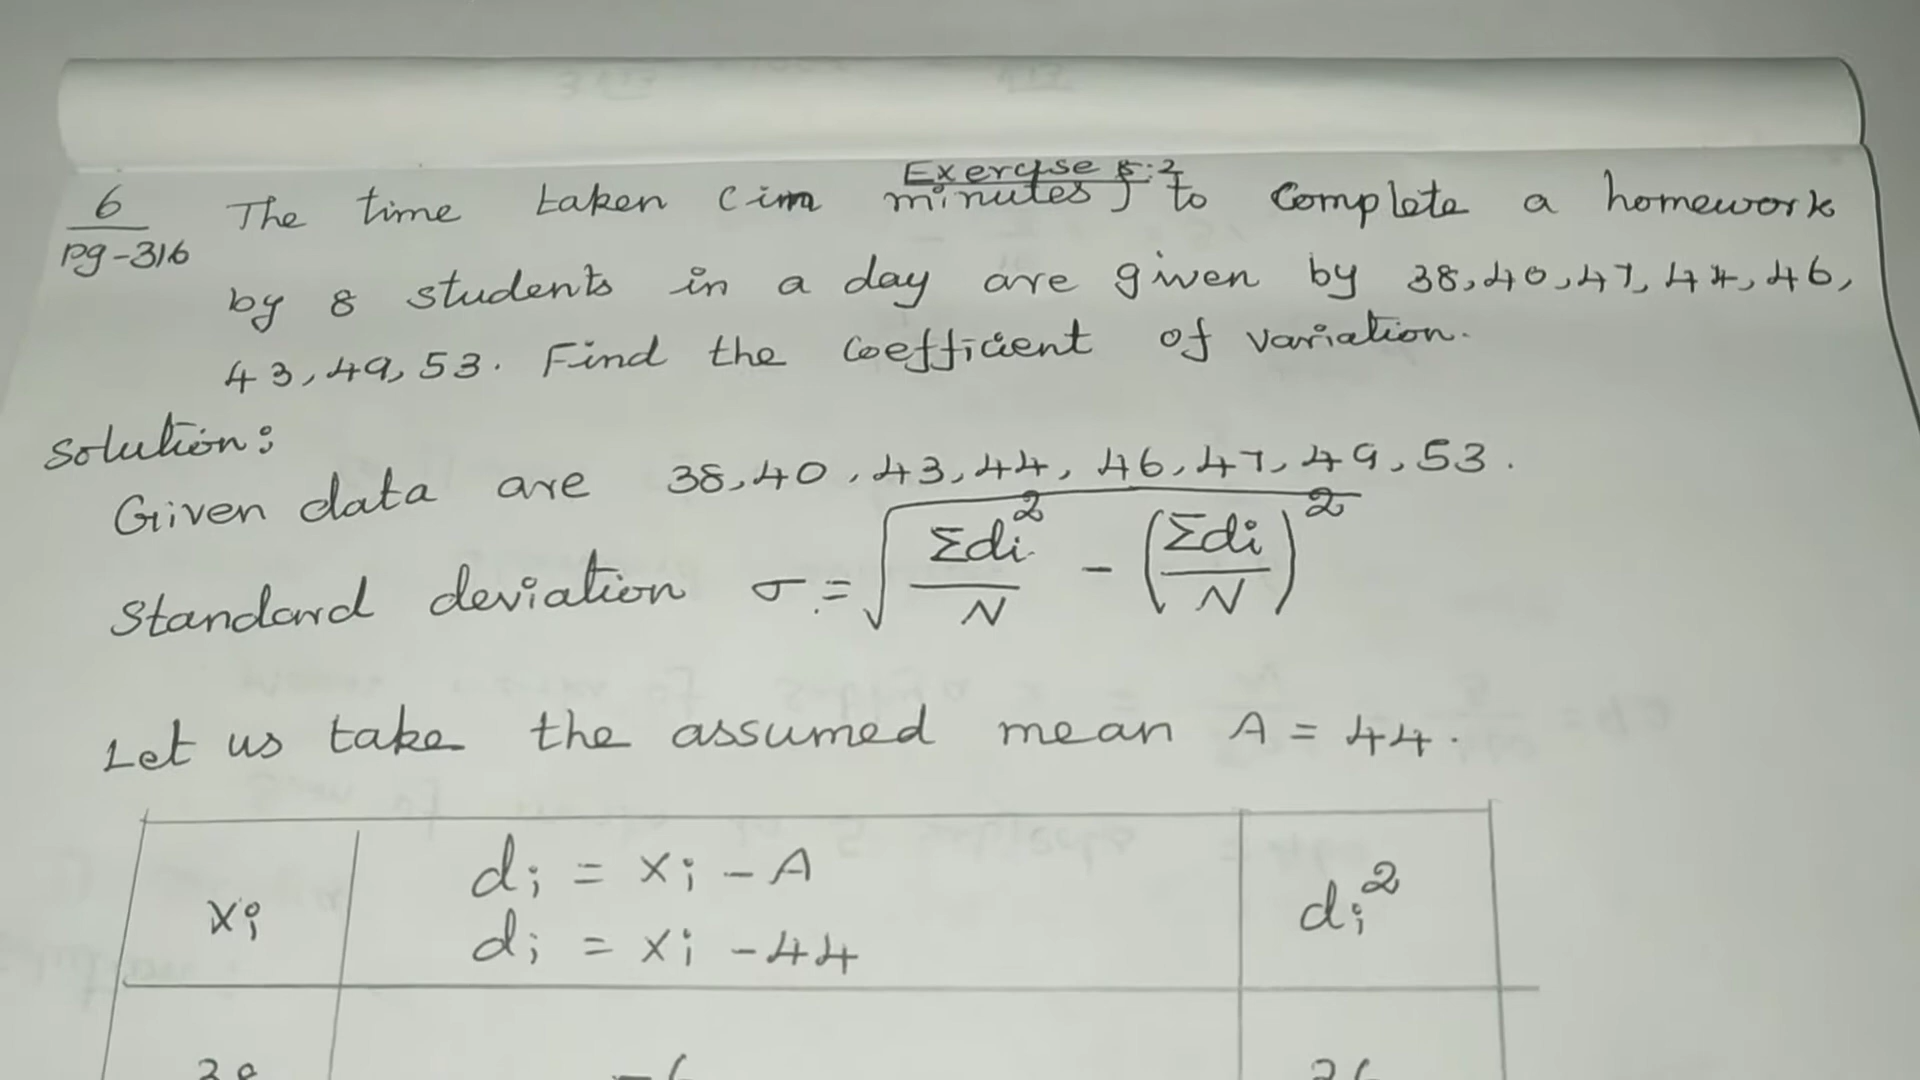 Exercise 8.2
6
pg-316
The time taken (in minutes) to complete a homework
by 8 students in a day are given by 38,40,47,44,46,
43,49,53. Find the coefficient of variation.
Solution:
Given data are 38,40,43,44,46,47,49,53.
Standard deviation σ = √(Σdi²/N - (Σdi/N)²)
Let us take the assumed mean A = 44.
xi
di = xi - A
di = xi - 44
di²
38
-6
36